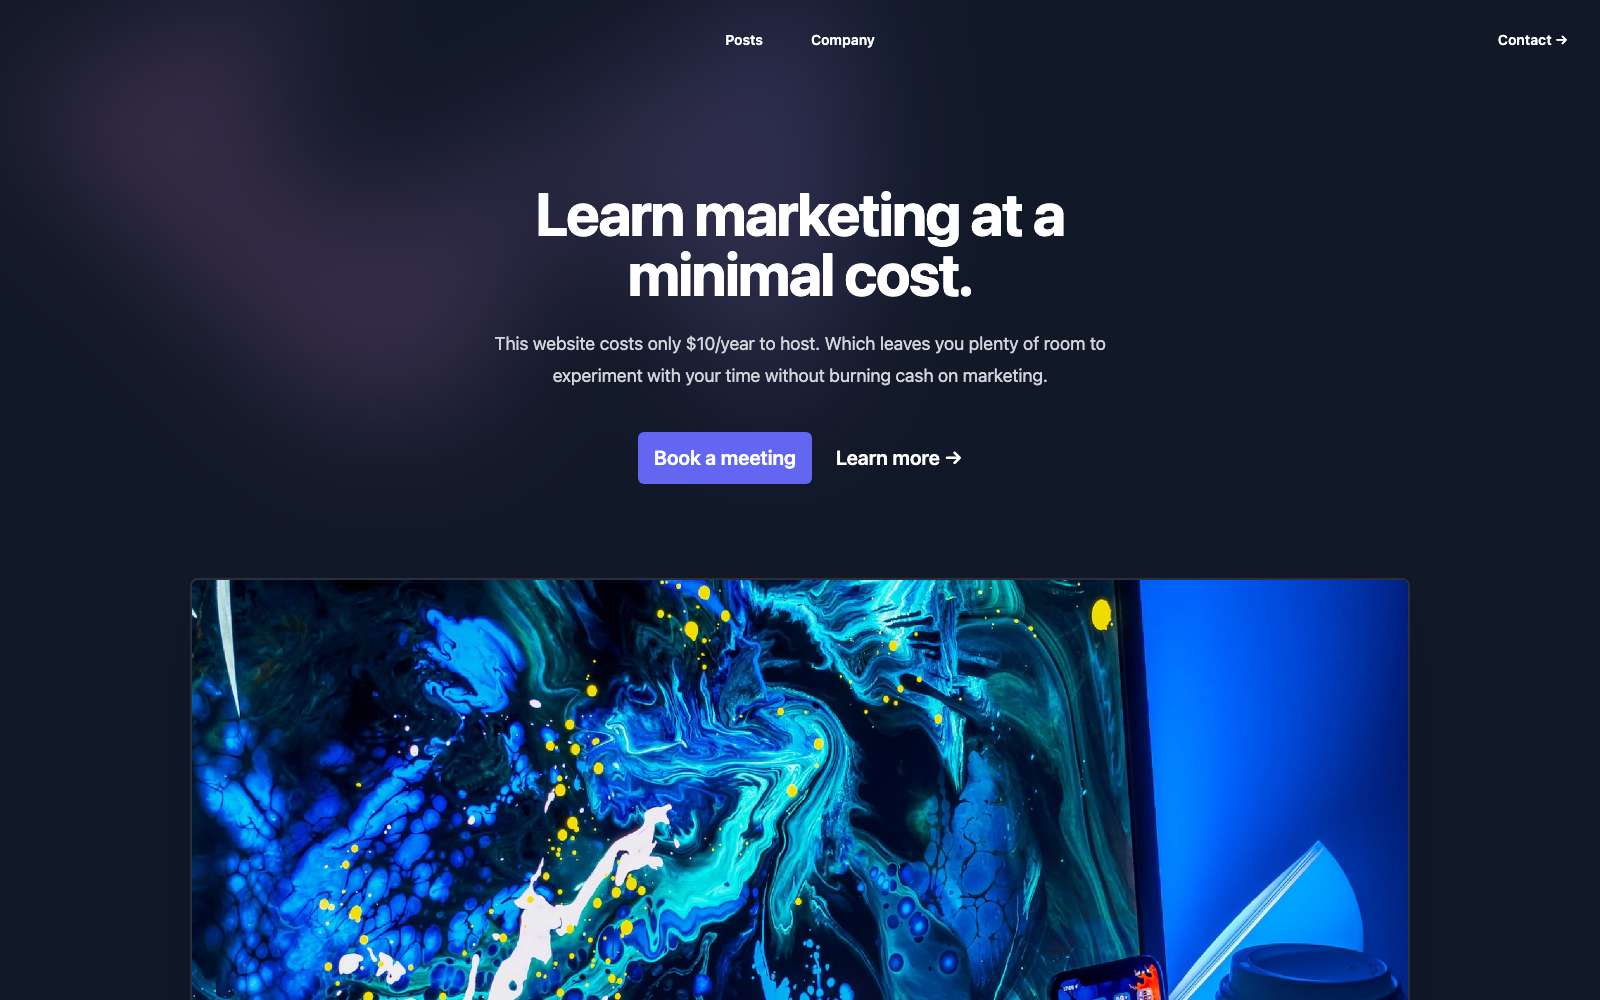 Posts
Company
Contact →
Learn marketing at a
minimal cost.
This website costs only $10/year to host. Which leaves you plenty of room to
experiment with your time without burning cash on marketing.
Book a meeting
Learn more →